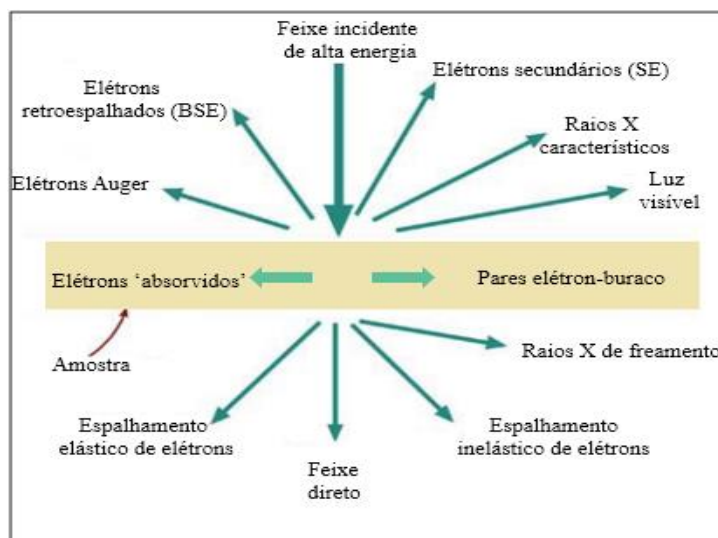 Feixe incidente
de alta energia
Elétrons secundários (SE)
Elétrons
retroespalhados (BSE)
Raios X
característicos
Elétrons Auger
Luz
visível
Elétrons 'absorvidos'
Pares elétron-buraco
Amostra
Raios X de freamento
Espalhamento
elástico de elétrons
Espalhamento
inelástico de elétrons
Feixe
direto